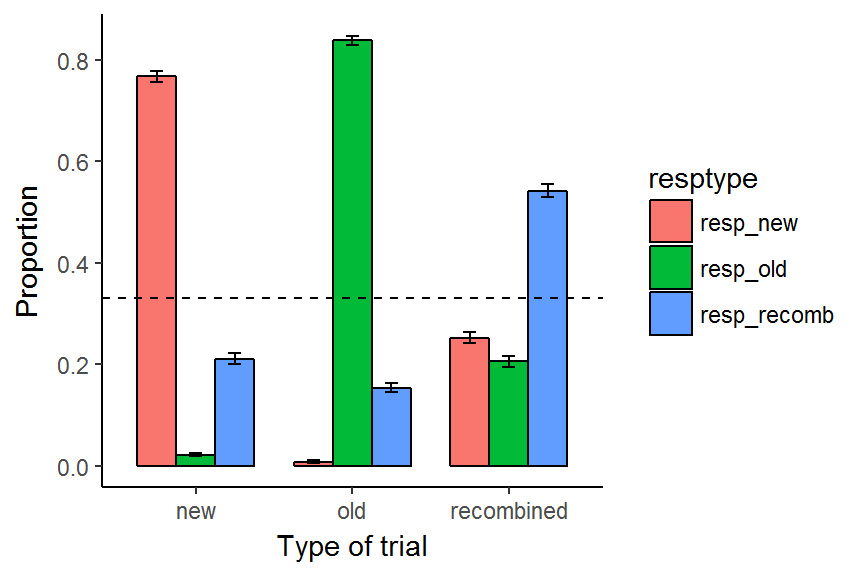 Proportion
0.8
0.6
0.4
0.2
0.0
new old recombined
Type of trial
resptype
resp_new
resp_old
resp_recomb